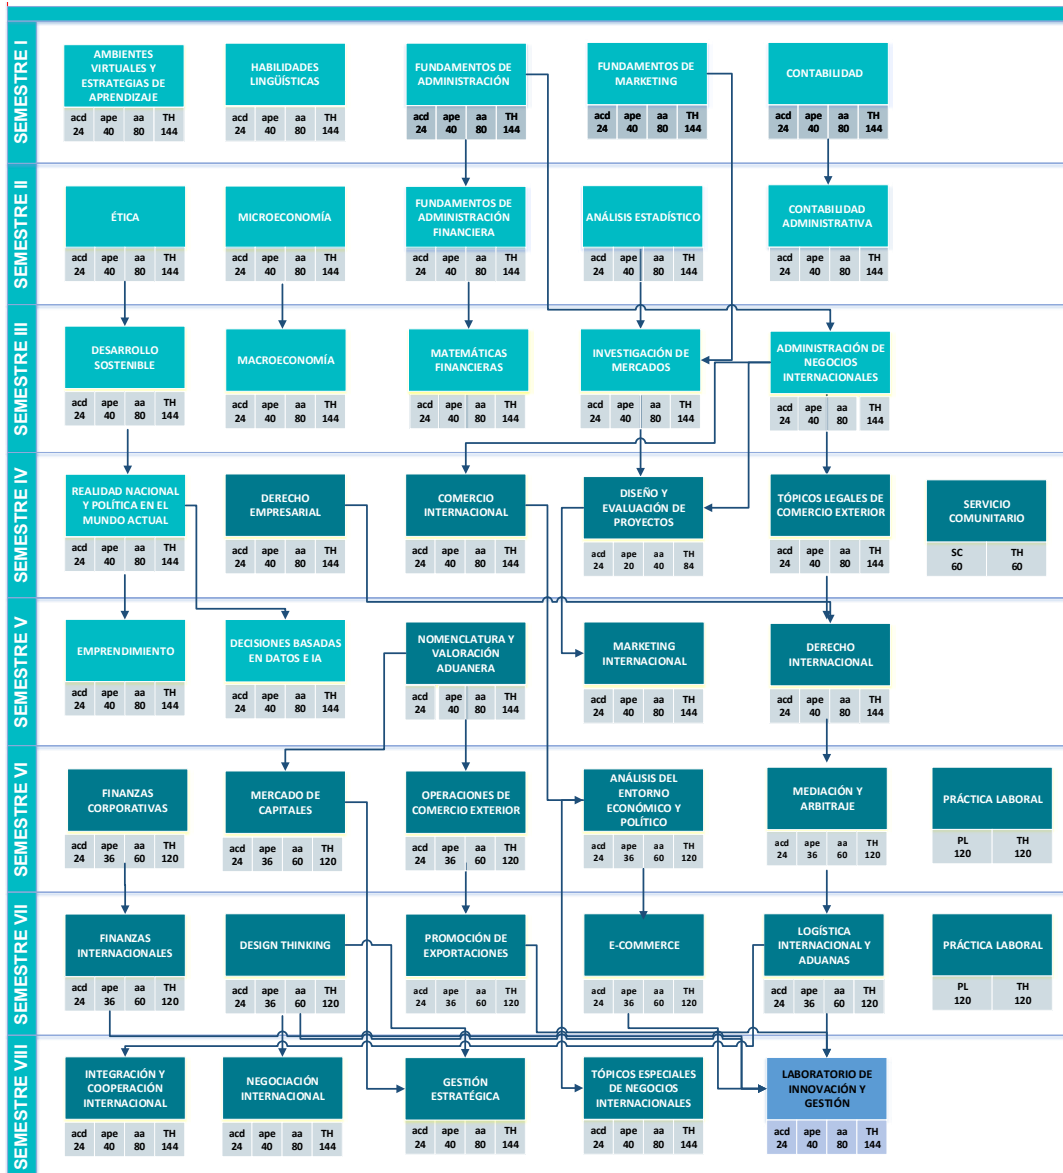 SEMESTRE I
AMBIENTES
VIRTUALES Y
ESTRATEGIAS DE
APRENDIZAJE
acd ape aa TH
24 40 80 144
HABILIDADES
LINGÜÍSTICAS
acd ape aa TH
24 40 80 144
FUNDAMENTOS DE
ADMINISTRACIÓN
acd ape aa TH
24 40 80 144
FUNDAMENTOS DE
MARKETING
acd ape aa TH
24 40 80 144
CONTABILIDAD
acd ape aa TH
24 40 80 144
SEMESTRE II
ÉTICA
acd ape aa TH
24 40 80 144
MICROECONOMÍA
acd ape aa TH
24 40 80 144
FUNDAMENTOS DE
ADMINISTRACIÓN
FINANCIERA
acd ape aa TH
24 40 80 144
ANÁLISIS ESTADÍSTICO
acd ape aa TH
24 40 80 144
CONTABILIDAD
ADMINISTRATIVA
acd ape aa TH
24 40 80 144
SEMESTRE III
DESARROLLO
SOSTENIBLE
acd ape aa TH
24 40 80 144
MACROECONOMÍA
acd ape aa TH
24 40 80 144
MATEMÁTICAS
FINANCIERAS
acd ape aa TH
24 40 80 144
INVESTIGACIÓN DE
MERCADOS
acd ape aa TH
24 40 80 144
ADMINISTRACIÓN DE
NEGOCIOS
INTERNACIONALES
acd ape aa TH
24 40 80 144
SEMESTRE IV
REALIDAD NACIONAL
Y POLÍTICA EN EL
MUNDO ACTUAL
acd ape aa TH
24 40 80 144
DERECHO
EMPRESARIAL
acd ape aa TH
24 40 80 144
COMERCIO
INTERNACIONAL
acd ape aa TH
24 40 80 144
DISEÑO Y
EVALUACIÓN DE
PROYECTOS
acd ape aa TH
24 20 40 84
TÓPICOS LEGALES DE
COMERCIO EXTERIOR
acd ape aa TH
24 40 80 144
SERVICIO
COMUNITARIO
SC TH
60 60
SEMESTRE V
EMPRENDIMIENTO
acd ape aa TH
24 40 80 144
DECISIONES BASADAS
EN DATOS E IA
acd ape aa TH
24 40 80 144
NOMENCLATURA Y
VALORACIÓN
ADUANERA
acd ape aa TH
24 40 80 144
MARKETING
INTERNACIONAL
acd ape aa TH
24 40 80 144
DERECHO
INTERNACIONAL
acd ape aa TH
24 40 80 144
SEMESTRE VI
FINANZAS
CORPORATIVAS
acd ape aa TH
24 36 60 120
MERCADO DE
CAPITALES
acd ape aa TH
24 36 60 120
OPERACIONES DE
COMERCIO EXTERIOR
acd ape aa TH
24 36 60 120
ANÁLISIS DEL
ENTORNO
ECONÓMICO Y
POLÍTICO
acd ape aa TH
24 36 60 120
MEDIACIÓN Y
ARBITRAJE
acd ape aa TH
24 36 60 120
PRÁCTICA LABORAL
PL TH
120 120
SEMESTRE VII
FINANZAS
INTERNACIONALES
acd ape aa TH
24 36 60 120
DESIGN THINKING
acd ape aa TH
24 36 60 120
PROMOCIÓN DE
EXPORTACIONES
acd ape aa TH
24 36 60 120
E-COMMERCE
acd ape aa TH
24 36 60 120
LOGÍSTICA
INTERNACIONAL Y
ADUANAS
acd ape aa TH
24 36 60 120
PRÁCTICA LABORAL
PL TH
120 120
SEMESTRE VIII
INTEGRACIÓN Y
COOPERACIÓN
INTERNACIONAL
acd ape aa TH
24 40 80 144
NEGOCIACIÓN
INTERNACIONAL
acd ape aa TH
24 40 80 144
GESTIÓN
ESTRATÉGICA
acd ape aa TH
24 40 80 144
TÓPICOS ESPECIALES
DE NEGOCIOS
INTERNACIONALES
acd ape aa TH
24 40 80 144
LABORATORIO DE
INNOVACIÓN Y
GESTIÓN
acd ape aa TH
24 40 80 144